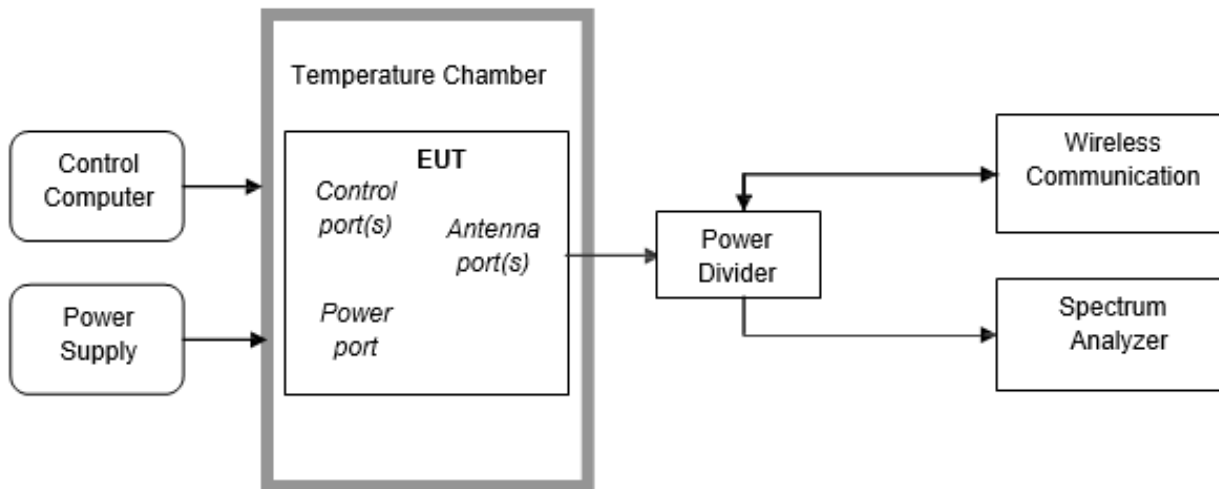 Temperature Chamber
Control
Computer
Power
Supply
EUT
Control
port(s)
Antenna
port(s)
Power
port
Power
Divider
Wireless
Communication
Spectrum
Analyzer